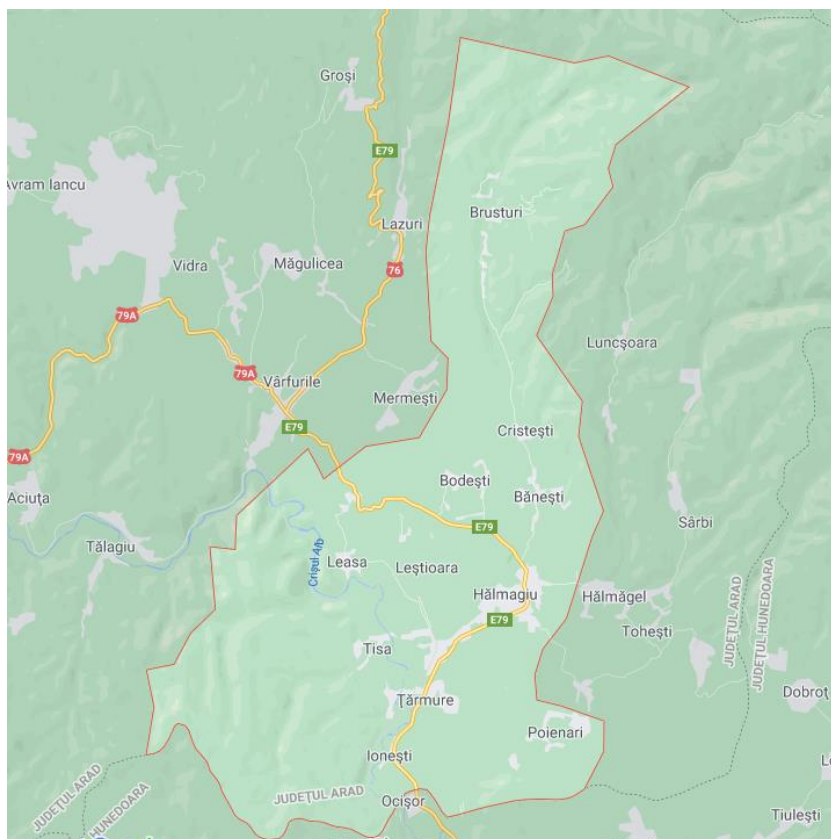 Groşi
E79
Avram Iancu
Brusturi
Lazuri
Vidra
Măgulicea
76
79A
Luncşoara
79A
Vârfurile
Mermeşti
E79
Cristeşti
79A
Aciuţa
Bodeşti
Băneşti
Sârbi
E79
Tălagiu
Crişul Alb
Leasa
Leştioara
Hălmagiu
Hălmăgel
E79
Toheşti
JUDEŢUL ARAD
JUDEŢUL HUNEDOARA
Tisa
Dobroţ
Ţărmure
Poienari
Ioneşti
JUDEŢUL ARAD
JUDEŢUL ARAD
HUNEDOARA
Ocişor
Tiuleşti